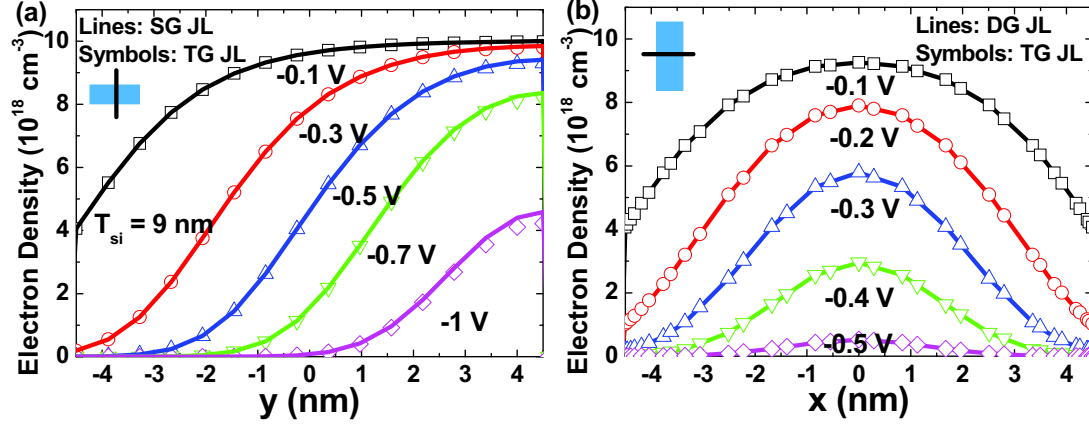 (a)
Lines: SG JL
Symbols: TG JL
-0.1 V
-0.3 V
-0.5 V
-0.7 V
-1 V
T_si = 9 nm
Electron Density (10^18 cm^-3)
10
8
6
4
2
0
-4 -3 -2 -1 0 1 2 3 4
y (nm)
(b)
Lines: DG JL
Symbols: TG JL
-0.1 V
-0.2 V
-0.3 V
-0.4 V
-0.5 V
Electron Density (10^18 cm^-3)
10
8
6
4
2
0
-4 -3 -2 -1 0 1 2 3 4
x (nm)